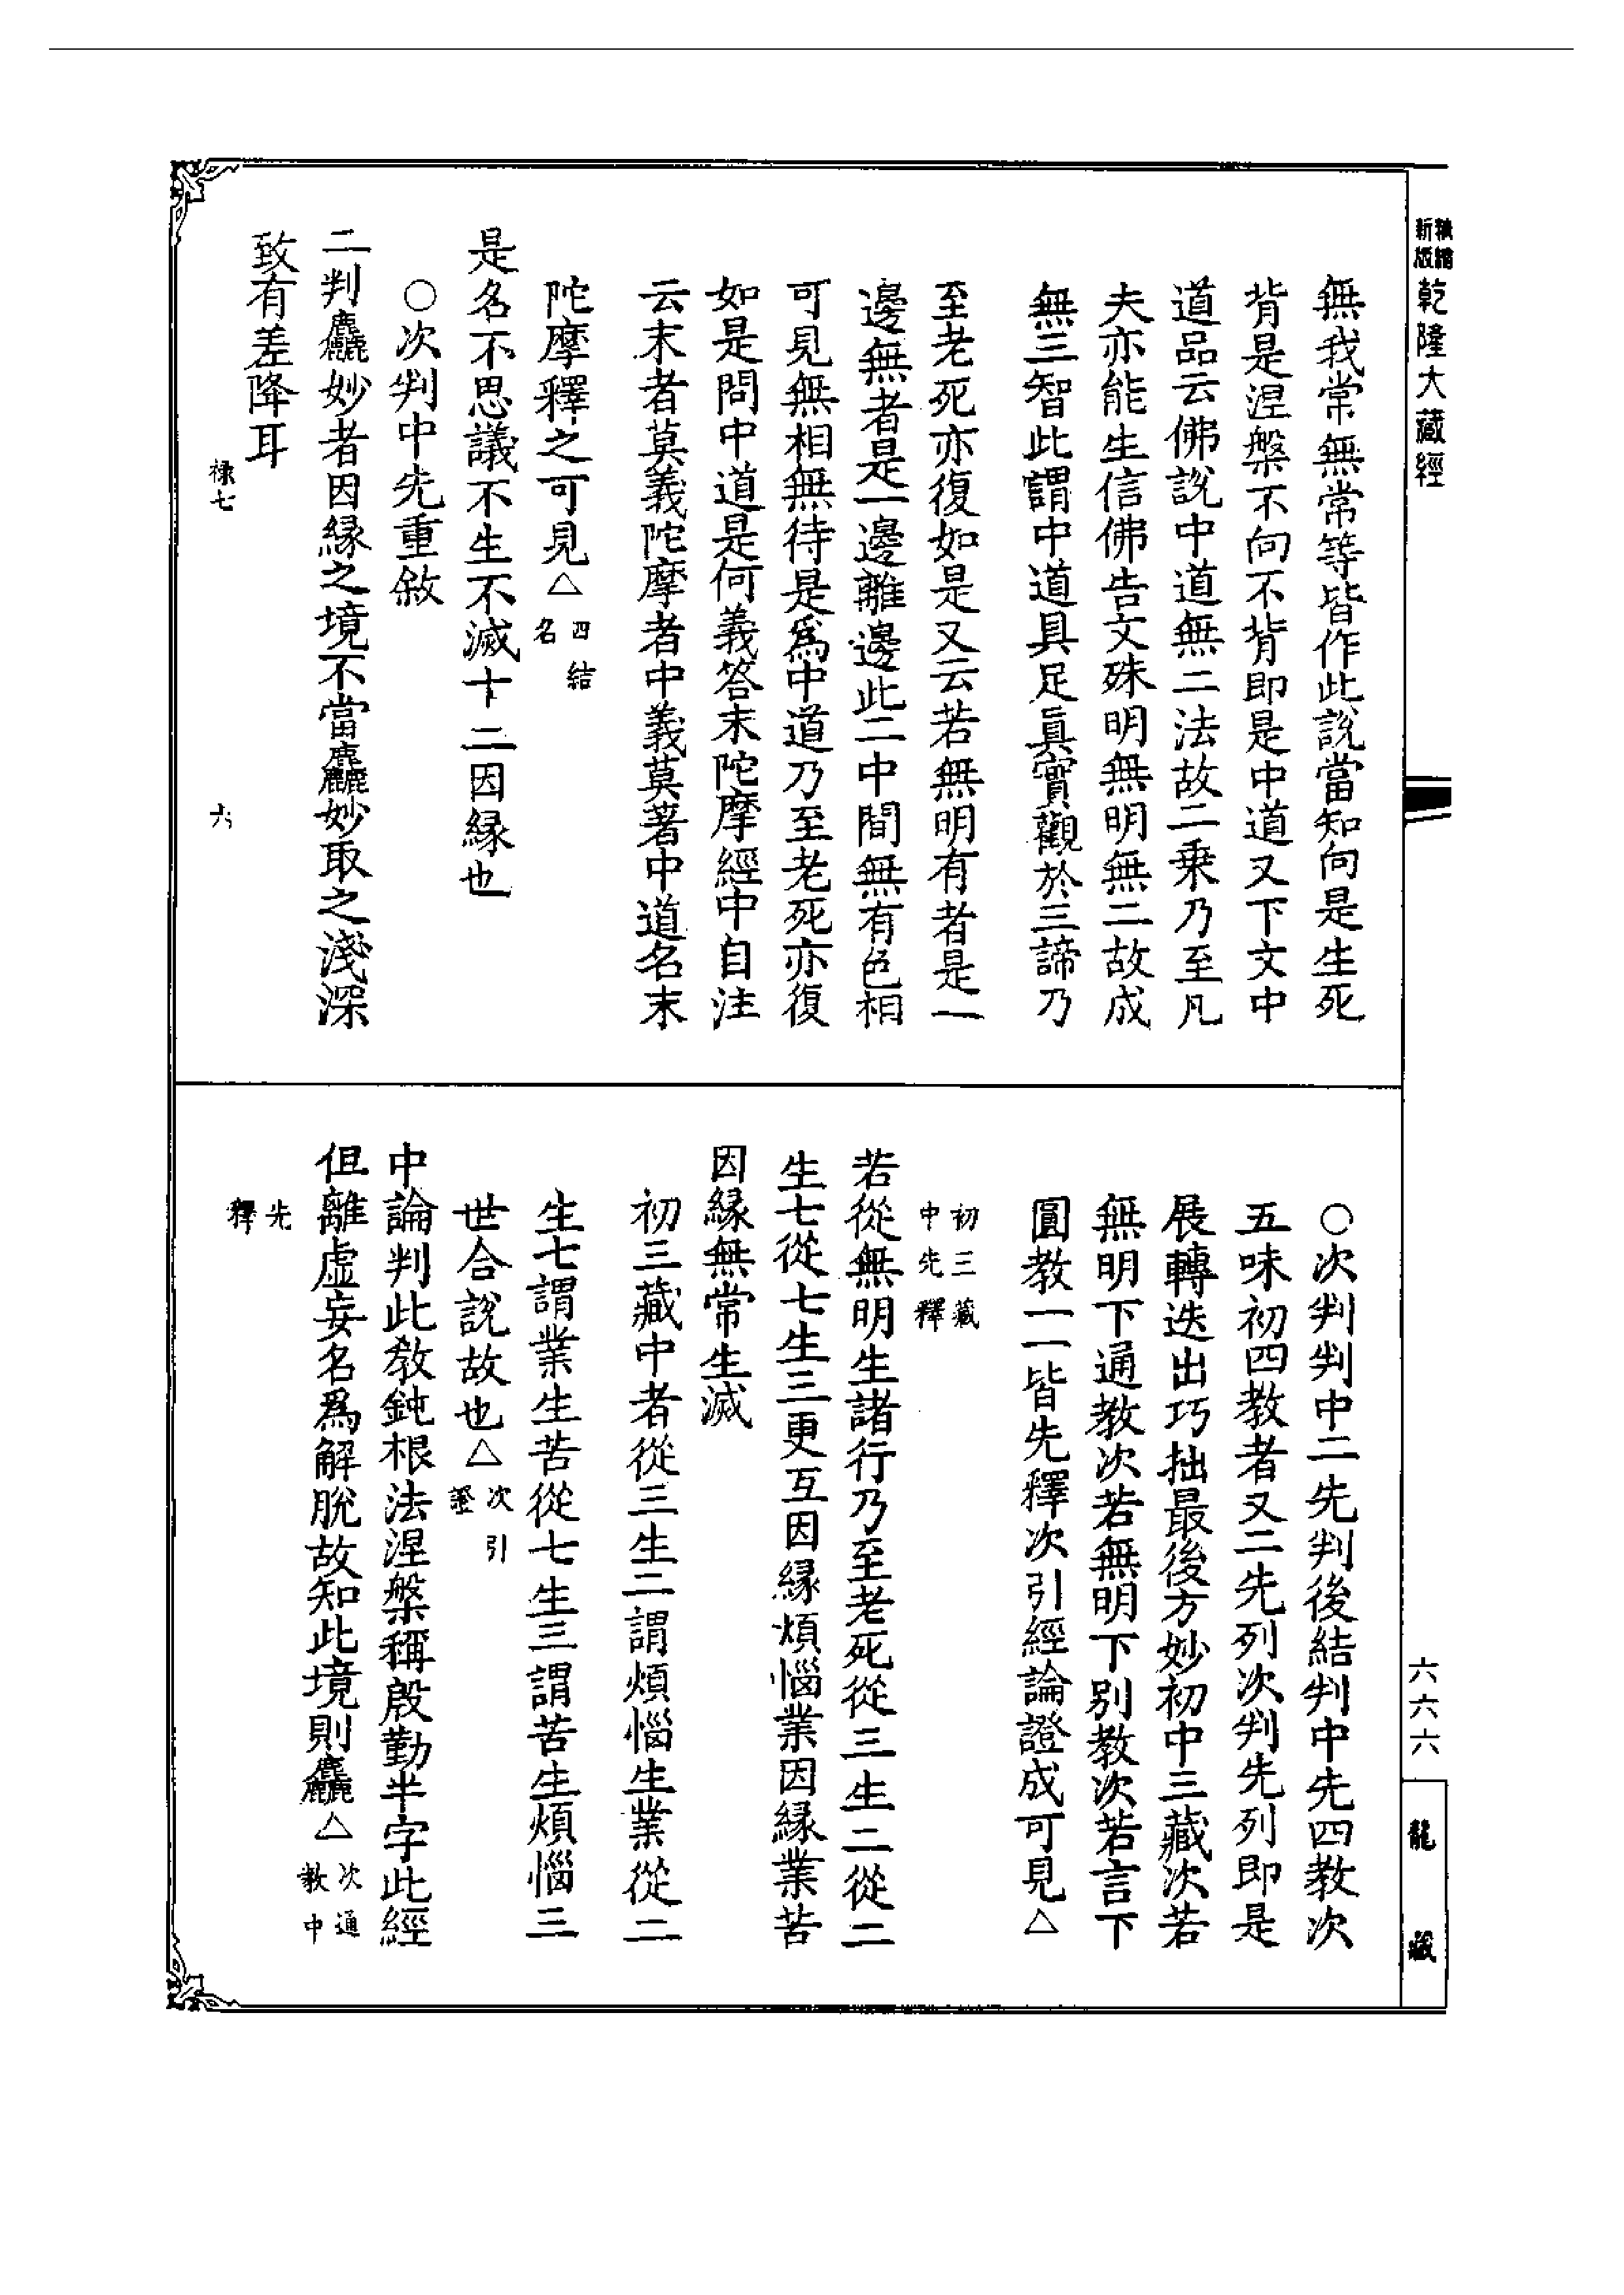 新版
精縮
乾隆大藏經
無我常無常等皆作此說當知向是生死
背是涅槃不向不背即是中道又下文中
道品云佛說中道無二法故二乗乃至凡
夫亦能生信佛告文殊明無明無二故成
無三智此謂中道具足眞實觀於三諦乃
至老死亦復如是又云若無明有者是一
邊無者是一邊離邊此二中間無有色相
可見無相無待是爲中道乃至老死亦復
如是問中道是何義答末陀摩經中自注
云末者莫義陀摩者中義莫著中道名末
陀摩釋之可見△四結名
是名不思議不生不滅十二因緣也
○次判中先重敘
二判麤妙者因緣之境不當麤妙取之淺深
致有差降耳
祿七
六
○次判判中二先判後結判中先四教次
五味初四教者又二先列次判先列即是
展轉迭出巧拙最後方妙初中三藏次若
無明下通教次若無明下別教次若言下
圓教一一皆先釋次引經論證成可見△
初三藏中先釋
若從無明生諸行乃至老死從三生二從二
生七從七生三更互因緣煩惱業因緣業苦
因緣無常生滅
初三藏中者從三生二謂煩惱生業從二
生七謂業生苦從七生三謂苦生煩惱三
世合說故也△次引證
中論判此教鈍根法涅槃稱殷勤半字此經
但離虛妄名爲解脫故知此境則麤△次通教中
先釋
六六六
龍藏